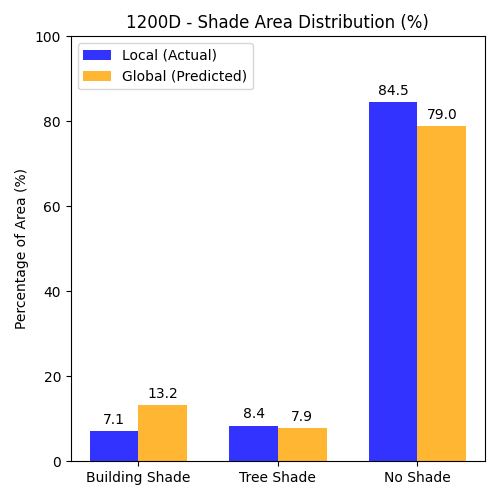 1200D - Shade Area Distribution (%)
Local (Actual)
Global (Predicted)
Percentage of Area (%)
100
80
60
40
20
0
7.1
13.2
8.4
7.9
84.5
79.0
Building Shade
Tree Shade
No Shade